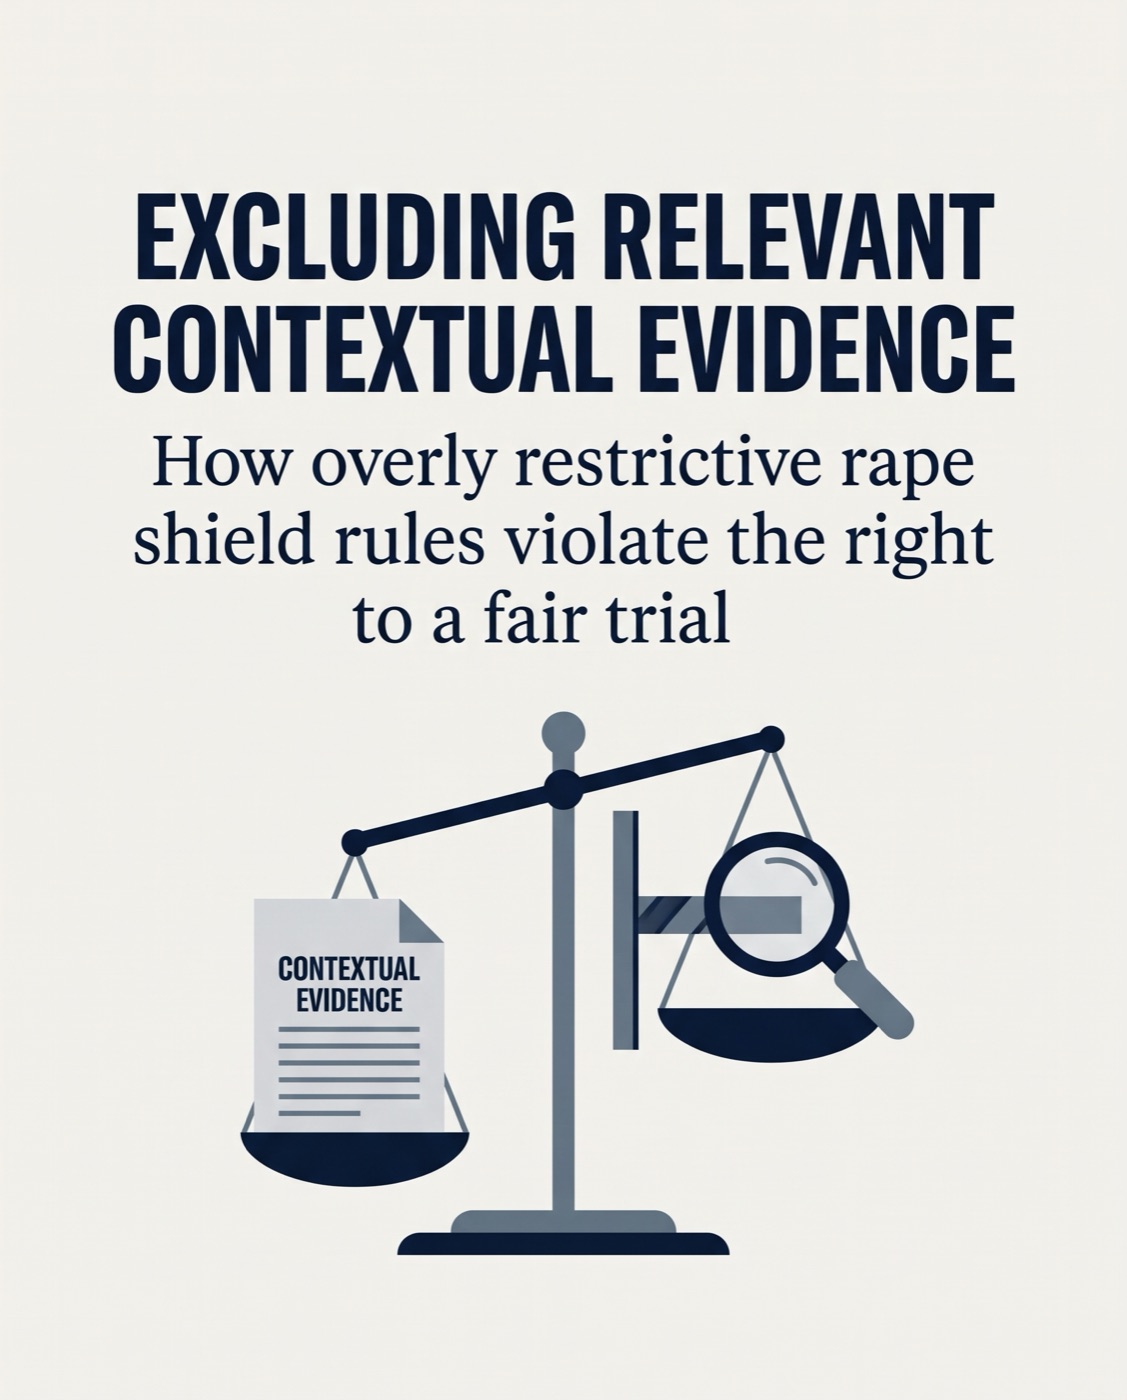 EXCLUDING RELEVANT
CONTEXTUAL EVIDENCE
How overly restrictive rape
shield rules violate the right
to a fair trial
CONTEXTUAL
EVIDENCE